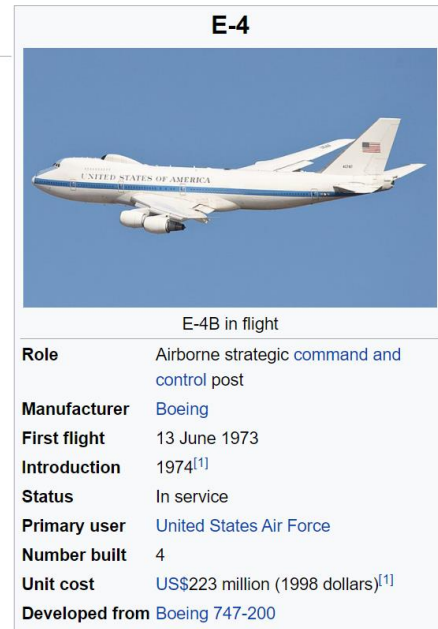 E-4
UNITED STATES OF AMERICA
E-4B in flight
Role Airborne strategic command and
control post
Manufacturer Boeing
First flight 13 June 1973
Introduction 1974[1]
Status In service
Primary user United States Air Force
Number built 4
Unit cost US$223 million (1998 dollars)[1]
Developed from Boeing 747-200